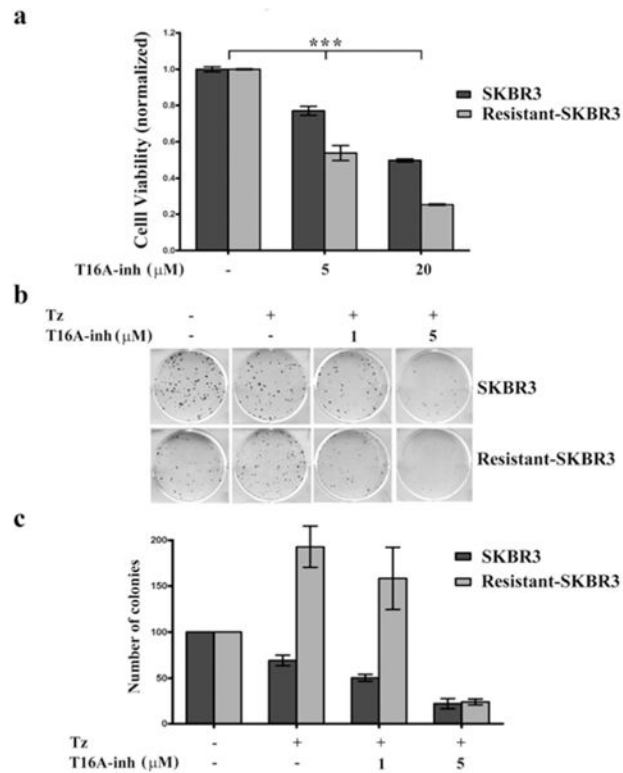 a
***
Celll Viability (normalized)
1.0
0.8
0.6
0.4
0.2
0.0
SKBR3
Resistant-SKBR3
T16A-inh (μM) - 5 20
b
Tz - + + +
T16A-inh (μM) - - 1 5
SKBR3
Resistant-SKBR3
c
Number of colonies
200
150
100
50
0
SKBR3
Resistant-SKBR3
Tz - + + +
T16A-inh (μM) - - 1 5